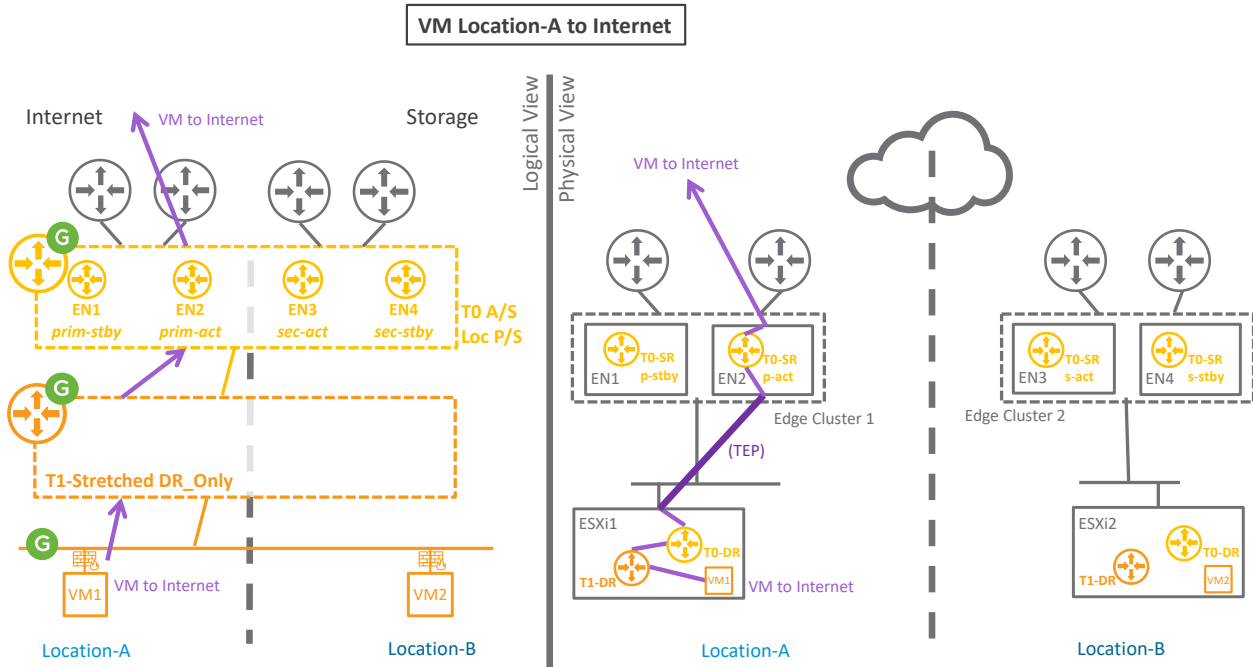 VM Location-A to Internet
Logical View
Physical View
Internet
VM to Internet
Storage
G
EN1
prim-stby
EN2
prim-act
EN3
sec-act
EN4
sec-stby
T0 A/S
Loc P/S
G
T1-Stretched DR_Only
G
VM1
VM to Internet
VM2
Location-A
Location-B
VM to Internet
EN1
T0-SR
p-stby
EN2
T0-SR
p-act
Edge Cluster 1
(TEP)
ESXi1
T0-DR
T1-DR
VM1
VM to Internet
Location-A
EN3
T0-SR
s-act
EN4
T0-SR
s-stby
Edge Cluster 2
ESXi2
T0-DR
T1-DR
VM2
Location-B